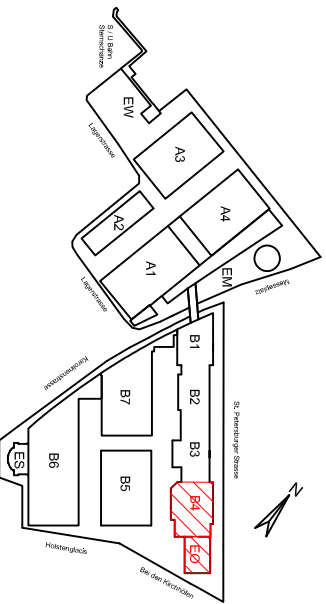 S / U Bahn
Sternschanze
EW
Lagerstrasse
A3
A4
A2
A1
Lagerstrasse
EM
Messeplatz
B1
Karolinenstrasse
B2
St. Petersburger Strasse
B7
B3
B6
B5
B4
ES
EO
N
Holstenglacis
Bei den Kirchhöfen